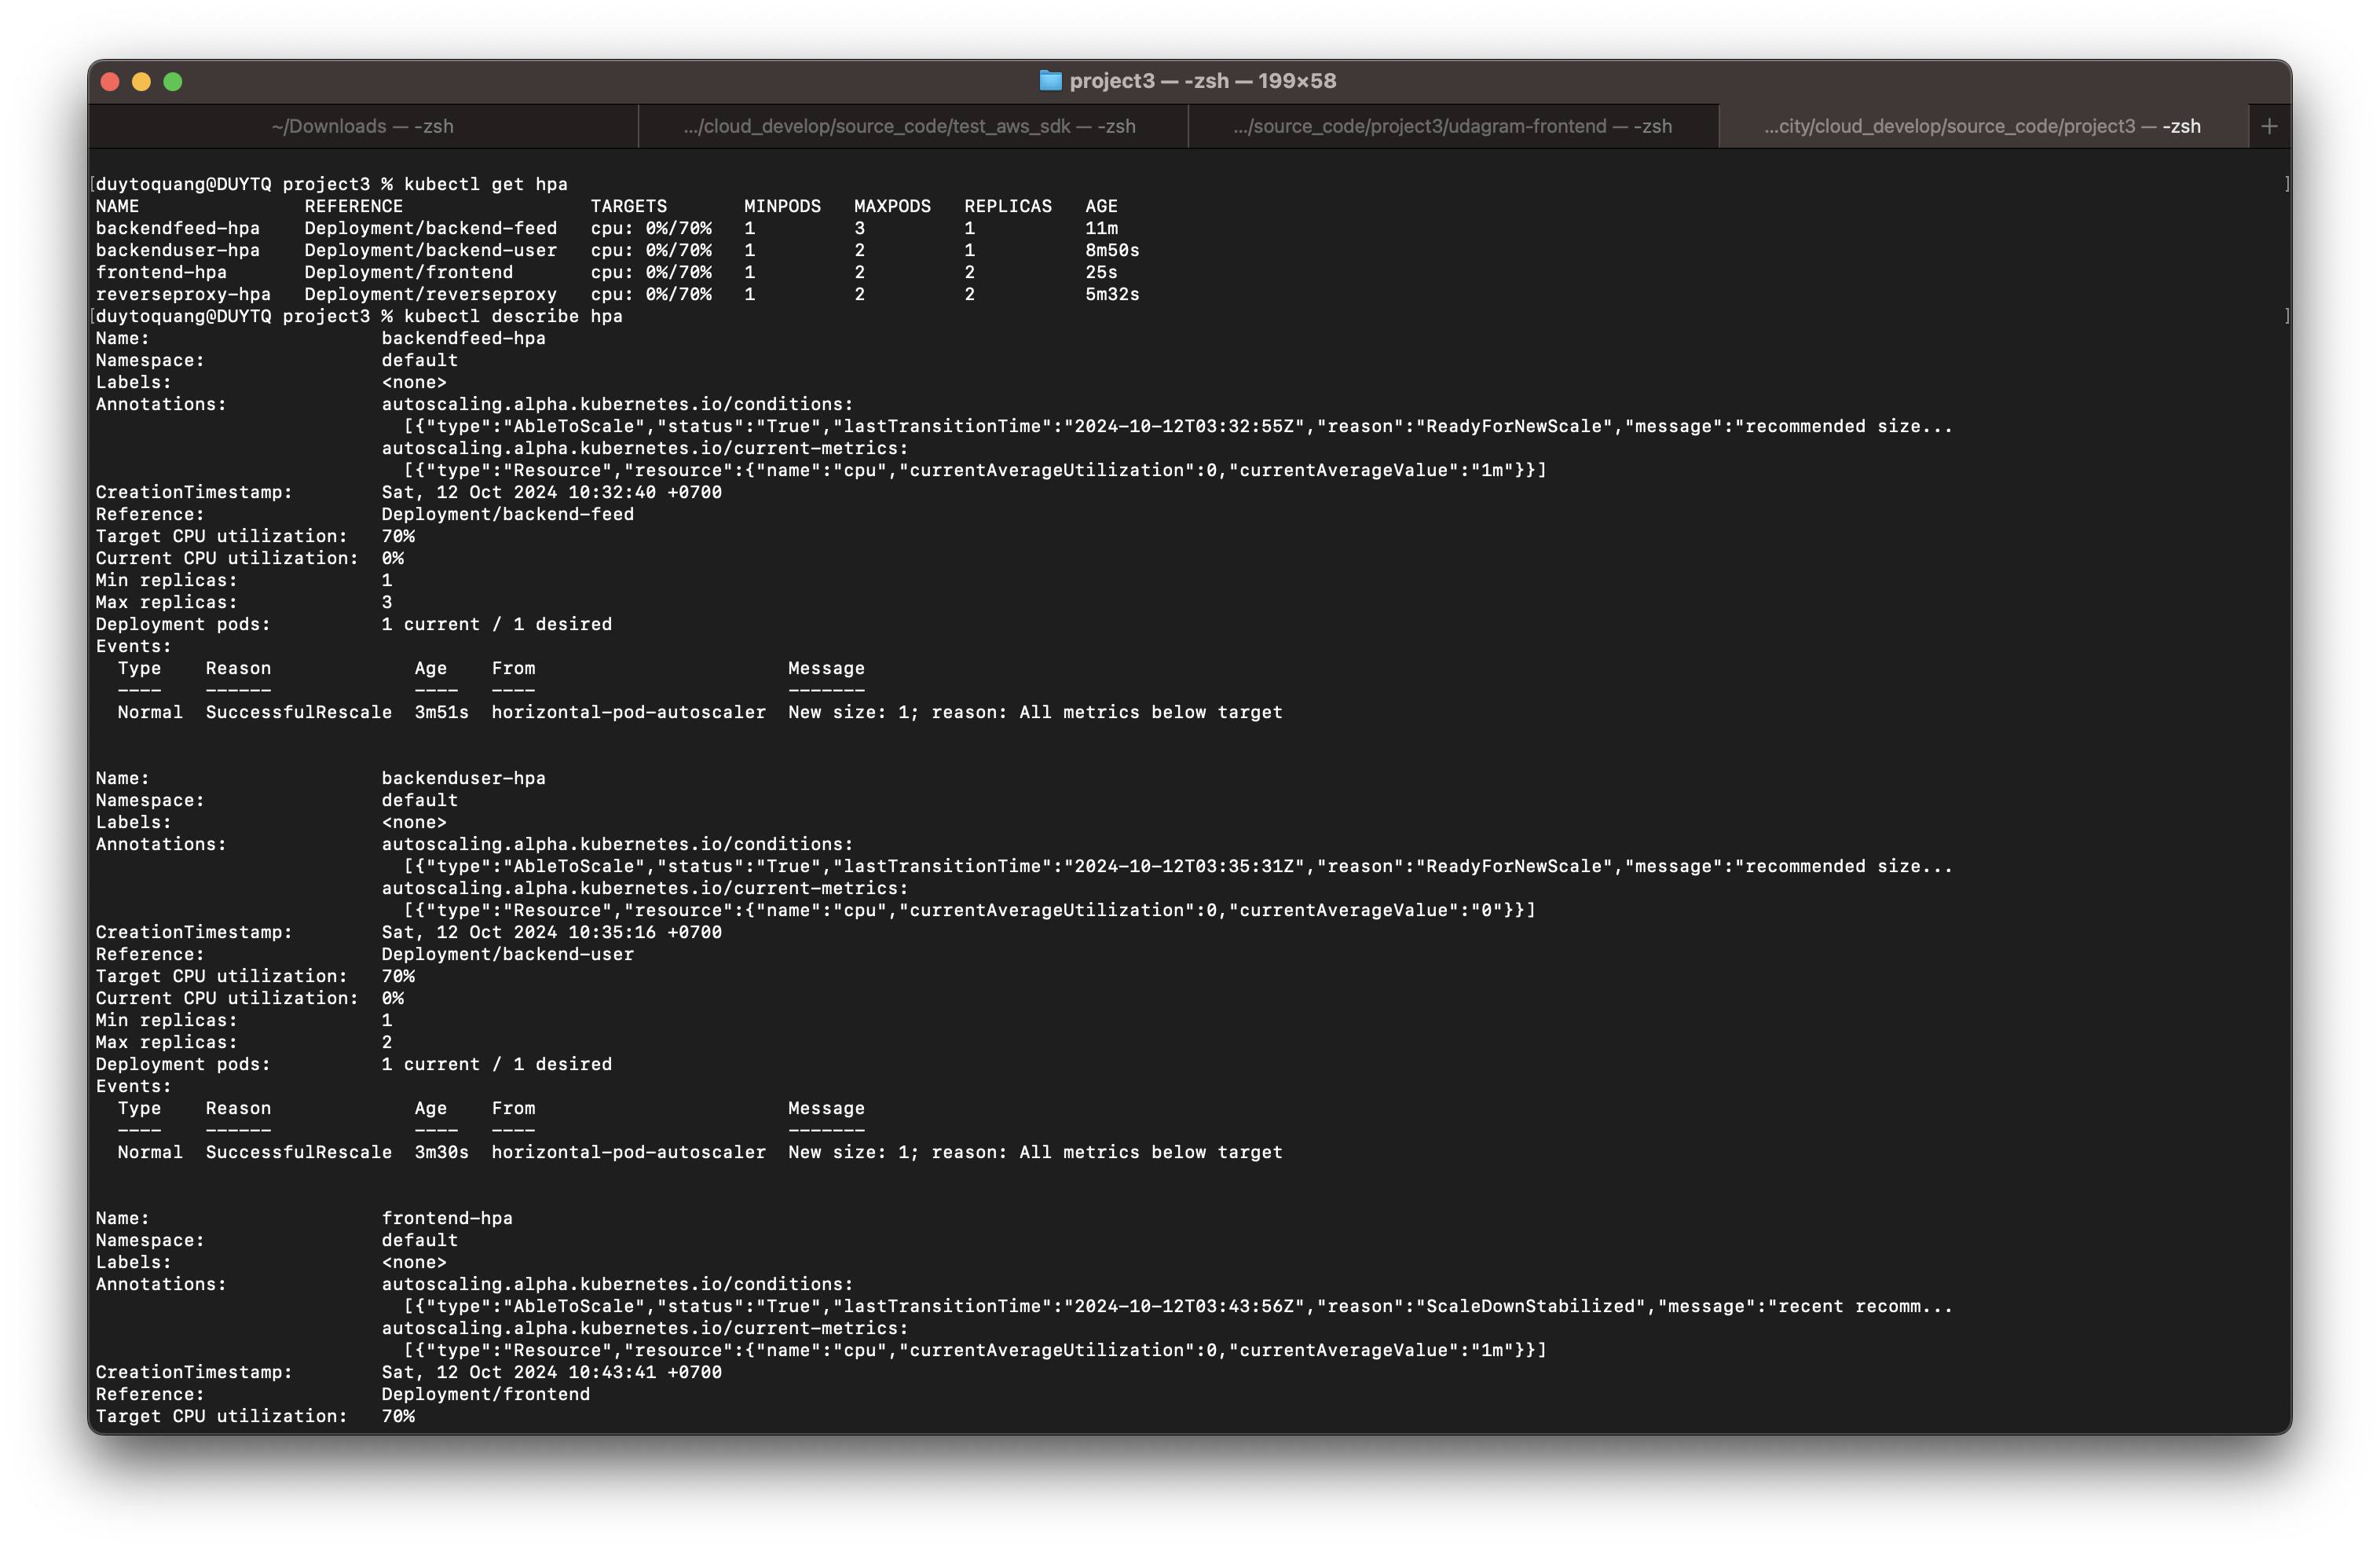 project3 — -zsh — 199×58
~/Downloads — -zsh
.../cloud_develop/source_code/test_aws_sdk — -zsh
.../source_code/project3/udagram-frontend — -zsh
...city/cloud_develop/source_code/project3 — -zsh
+
[duytoquang@DUYTQ project3 % kubectl get hpa ]
NAME REFERENCE TARGETS MINPODS MAXPODS REPLICAS AGE
backendfeed-hpa Deployment/backend-feed cpu: 0%/70% 1 3 1 11m
backenduser-hpa Deployment/backend-user cpu: 0%/70% 1 2 1 8m50s
frontend-hpa Deployment/frontend cpu: 0%/70% 1 2 2 25s
reverseproxy-hpa Deployment/reverseproxy cpu: 0%/70% 1 2 2 5m32s
[duytoquang@DUYTQ project3 % kubectl describe hpa ]
Name: backendfeed-hpa
Namespace: default
Labels: <none>
Annotations: autoscaling.alpha.kubernetes.io/conditions:
[{"type":"AbleToScale","status":"True","lastTransitionTime":"2024-10-12T03:32:55Z","reason":"ReadyForNewScale","message":"recommended size...
autoscaling.alpha.kubernetes.io/current-metrics:
[{"type":"Resource","resource":{"name":"cpu","currentAverageUtilization":0,"currentAverageValue":"1m"}}]
CreationTimestamp: Sat, 12 Oct 2024 10:32:40 +0700
Reference: Deployment/backend-feed
Target CPU utilization: 70%
Current CPU utilization: 0%
Min replicas: 1
Max replicas: 3
Deployment pods: 1 current / 1 desired
Events:
Type Reason Age From Message
---- ------ ---- ---- -------
Normal SuccessfulRescale 3m51s horizontal-pod-autoscaler New size: 1; reason: All metrics below target
Name: backenduser-hpa
Namespace: default
Labels: <none>
Annotations: autoscaling.alpha.kubernetes.io/conditions:
[{"type":"AbleToScale","status":"True","lastTransitionTime":"2024-10-12T03:35:31Z","reason":"ReadyForNewScale","message":"recommended size...
autoscaling.alpha.kubernetes.io/current-metrics:
[{"type":"Resource","resource":{"name":"cpu","currentAverageUtilization":0,"currentAverageValue":"0"}}]
CreationTimestamp: Sat, 12 Oct 2024 10:35:16 +0700
Reference: Deployment/backend-user
Target CPU utilization: 70%
Current CPU utilization: 0%
Min replicas: 1
Max replicas: 2
Deployment pods: 1 current / 1 desired
Events:
Type Reason Age From Message
---- ------ ---- ---- -------
Normal SuccessfulRescale 3m30s horizontal-pod-autoscaler New size: 1; reason: All metrics below target
Name: frontend-hpa
Namespace: default
Labels: <none>
Annotations: autoscaling.alpha.kubernetes.io/conditions:
[{"type":"AbleToScale","status":"True","lastTransitionTime":"2024-10-12T03:43:56Z","reason":"ScaleDownStabilized","message":"recent recomm...
autoscaling.alpha.kubernetes.io/current-metrics:
[{"type":"Resource","resource":{"name":"cpu","currentAverageUtilization":0,"currentAverageValue":"1m"}}]
CreationTimestamp: Sat, 12 Oct 2024 10:43:41 +0700
Reference: Deployment/frontend
Target CPU utilization: 70%